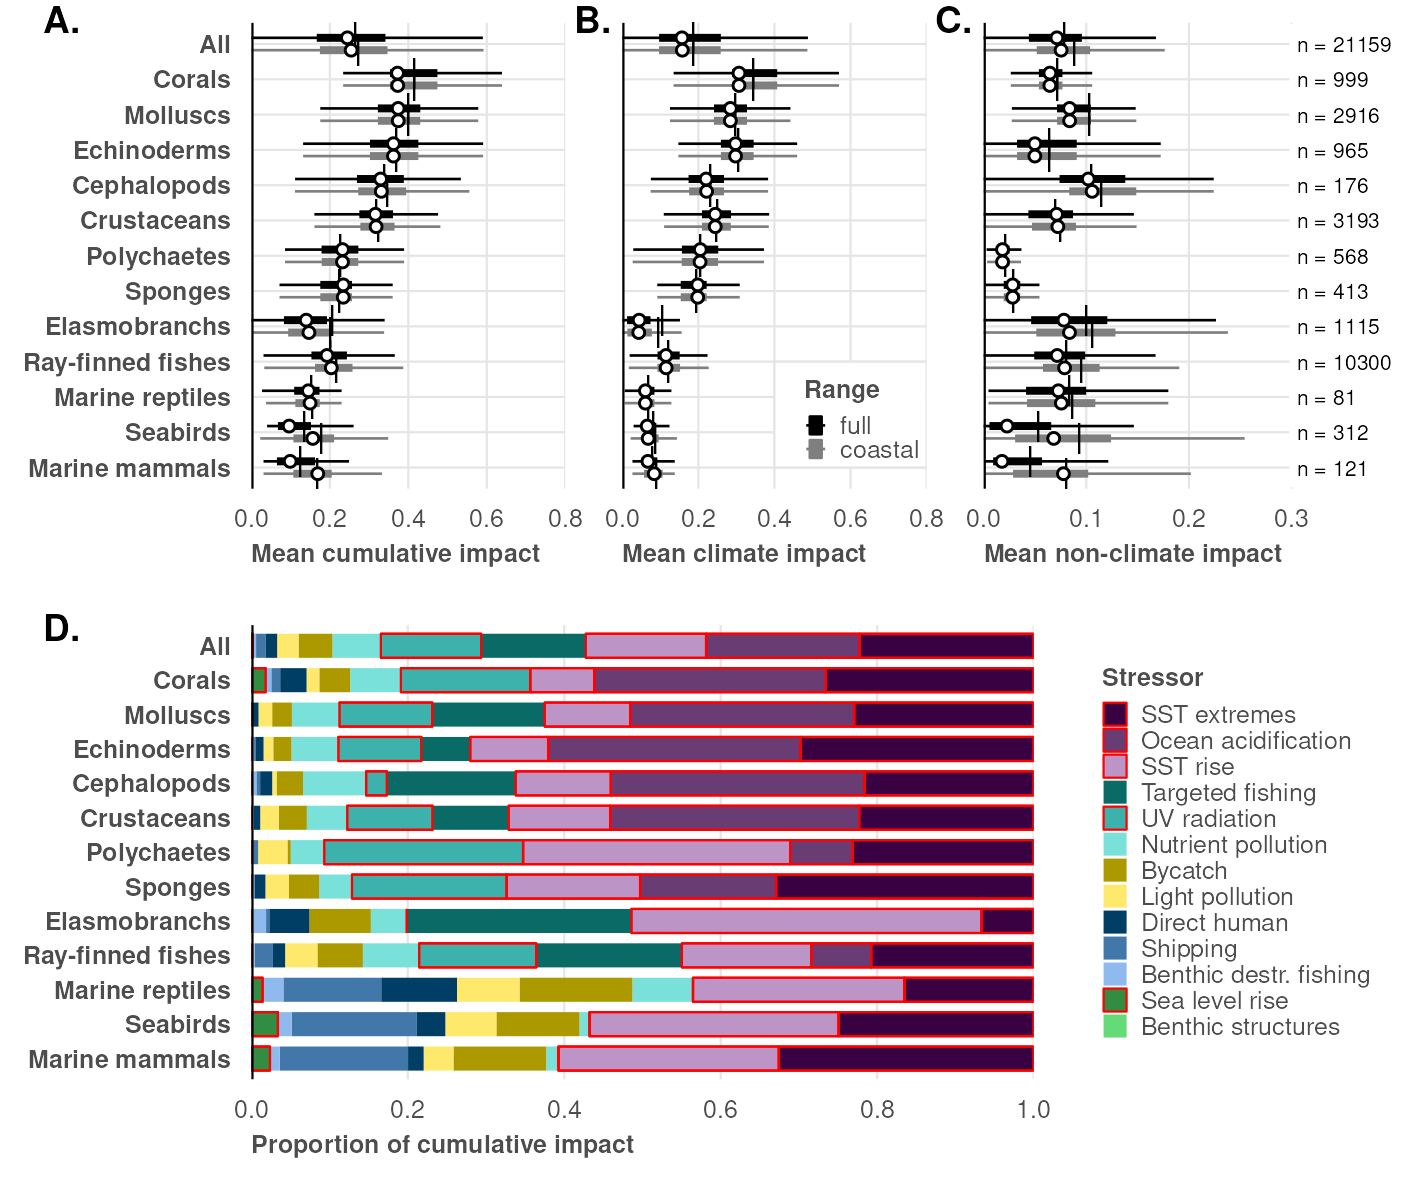 A. B. C.
All n = 21159
Corals n = 999
Molluscs n = 2916
Echinoderms n = 965
Cephalopods n = 176
Crustaceans n = 3193
Polychaetes n = 568
Sponges n = 413
Elasmobranchs n = 1115
Ray-finned fishes n = 10300
Marine reptiles n = 81
Seabirds n = 312
Marine mammals n = 121
Range
full
coastal
0.0 0.2 0.4 0.6 0.8 0.0 0.2 0.4 0.6 0.8 0.0 0.1 0.2 0.3
Mean cumulative impact Mean climate impact Mean non-climate impact
D.
All
Corals
Molluscs
Echinoderms
Cephalopods
Crustaceans
Polychaetes
Sponges
Elasmobranchs
Ray-finned fishes
Marine reptiles
Seabirds
Marine mammals
0.0 0.2 0.4 0.6 0.8 1.0
Proportion of cumulative impact
Stressor
SST extremes
Ocean acidification
SST rise
Targeted fishing
UV radiation
Nutrient pollution
Bycatch
Light pollution
Direct human
Shipping
Benthic destr. fishing
Sea level rise
Benthic structures